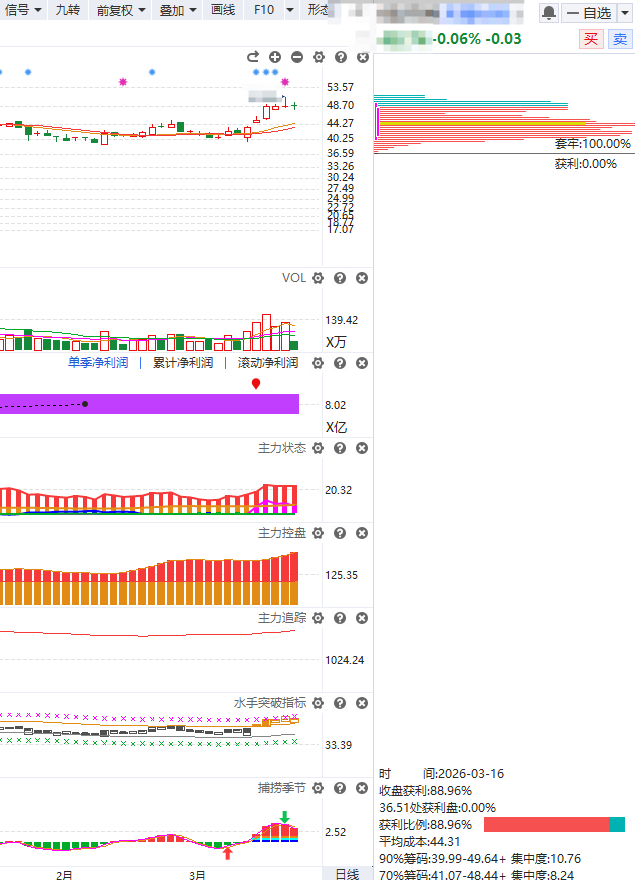 信号 九转 前复权 叠加 画线 F10 形态
自选
-0.06% -0.03
买 卖
53.57
48.70
44.27
40.25
36.59
33.26
30.24
27.49
24.99
22.72
20.65
18.77
17.07
套牢:100.00%
获利:0.00%
VOL
139.42
X万
单季净利润 | 累计净利润 | 滚动净利润
8.02
X亿
主力状态
20.32
主力控盘
125.35
主力追踪
1024.24
水手突破指标
33.39
捕捞季节
2.52
2月 3月 日线
时 间:2026-03-16
收盘获利:88.96%
36.51处获利盘:0.00%
获利比例:88.96%
平均成本:44.31
90%筹码:39.99-49.64+ 集中度:10.76
70%筹码:41.07-48.44+ 集中度:8.24